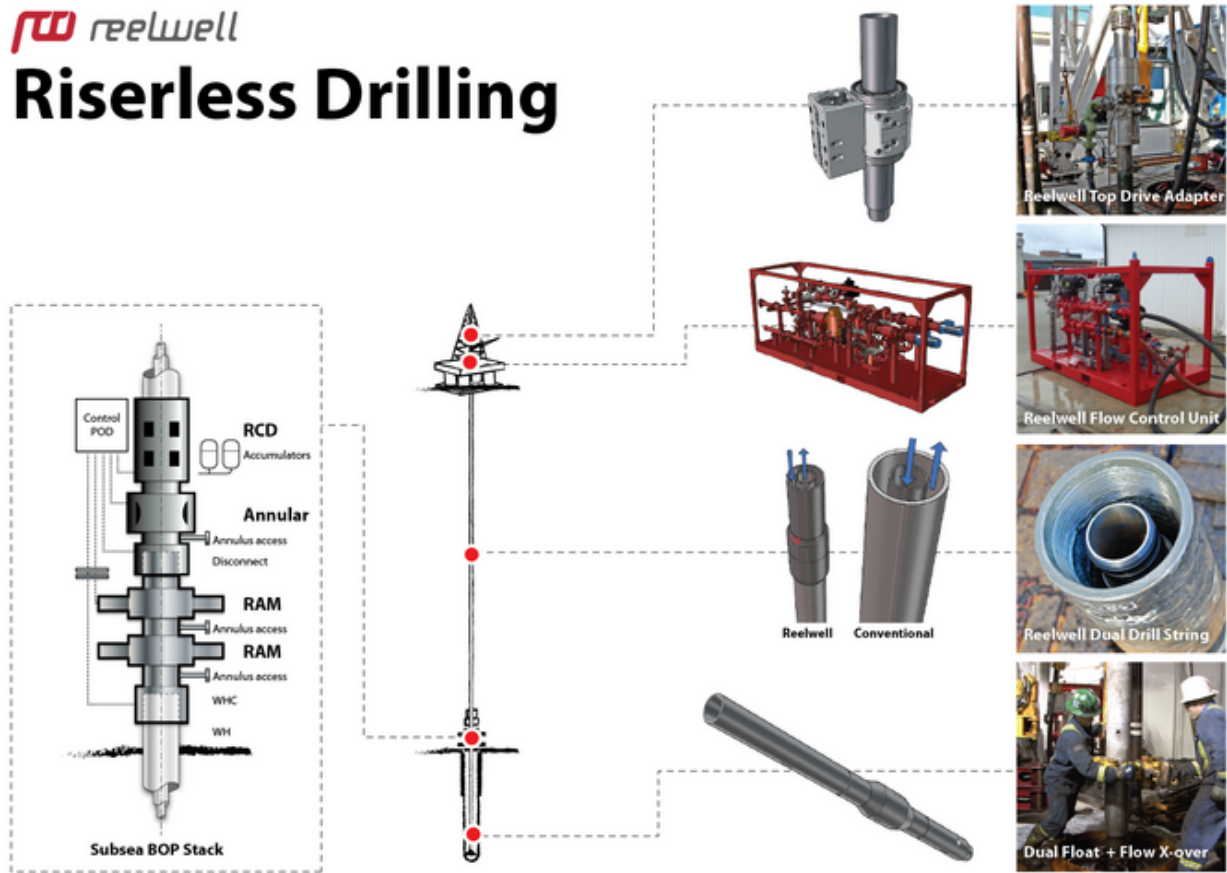 reelwell
Riserless Drilling
Reelwell Top Drive Adapter
Reelwell Flow Control Unit
Control
POD
RCD
Accumulators
Annular
Annulus access
Disconnect
RAM
Annulus access
RAM
Annulus access
WHC
WH
Subsea BOP Stack
Reelwell Conventional
Reelwell Dual Drill String
Dual Float + Flow X-over